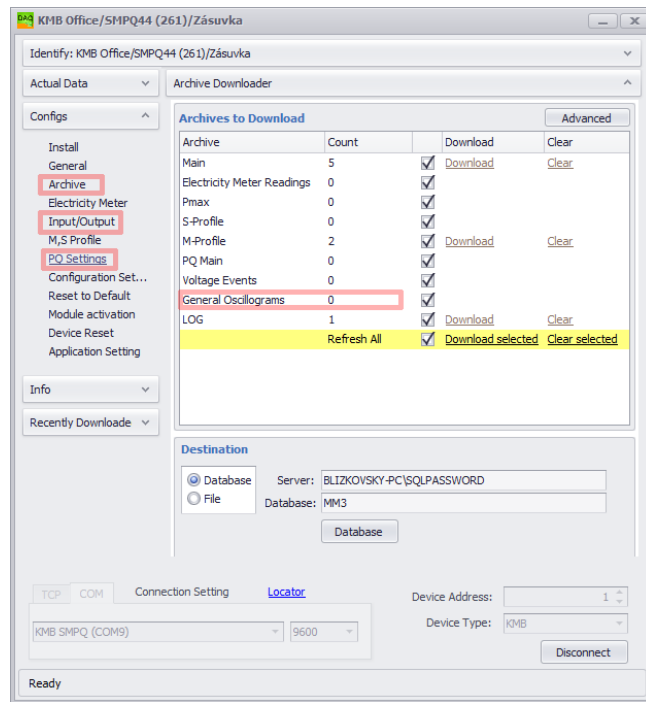 DAQ KMB Office/SMPQ44 (261)/Zásuvka
Identify: KMB Office/SMPQ44 (261)/Zásuvka
Actual Data
Archive Downloader
Configs
Install
General
Archive
Electricity Meter
Input/Output
M,S Profile
PQ Settings
Configuration Set...
Reset to Default
Module activation
Device Reset
Application Setting
Info
Recently Downloade
Archives to Download Advanced
Archive Count Download Clear
Main 5 Download Clear
Electricity Meter Readings 0
Pmax 0
S-Profile 0
M-Profile 2 Download Clear
PQ Main 0
Voltage Events 0
General Oscillograms 0
LOG 1 Download Clear
Refresh All Download selected Clear selected
Destination
Database Server: BLIZKOVSKY-PC\SQLPASSWORD
File Database: MM3
Database
TCP COM Connection Setting Locator
KMB SMPQ (COM9) 9600
Device Address: 1
Device Type: KMB
Disconnect
Ready